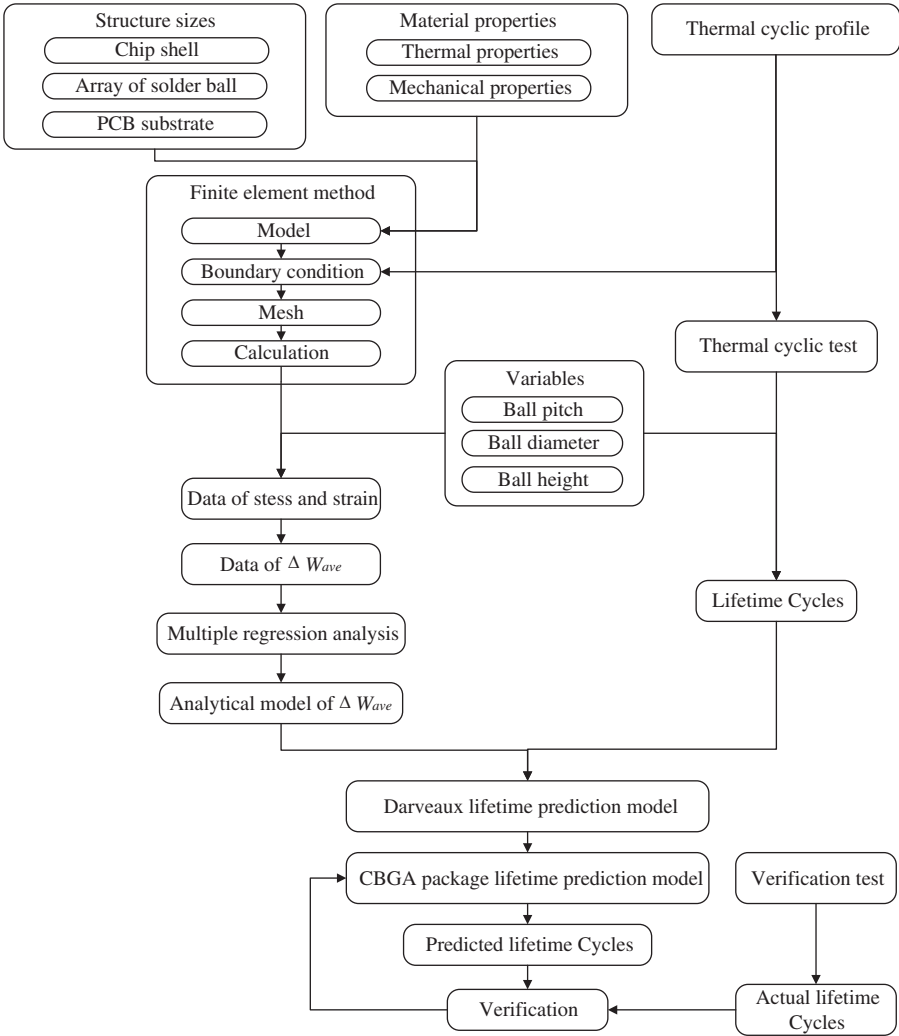 Structure sizes
Chip shell
Array of solder ball
PCB substrate
Material properties
Thermal properties
Mechanical properties
Thermal cyclic profile
Finite element method
Model
Boundary condition
Mesh
Calculation
Thermal cyclic test
Variables
Ball pitch
Ball diameter
Ball height
Data of stess and strain
Data of Δ Wave
Multiple regression analysis
Analytical model of Δ Wave
Lifetime Cycles
Darveaux lifetime prediction model
CBGA package lifetime prediction model
Verification test
Predicted lifetime Cycles
Verification
Actual lifetime
Cycles